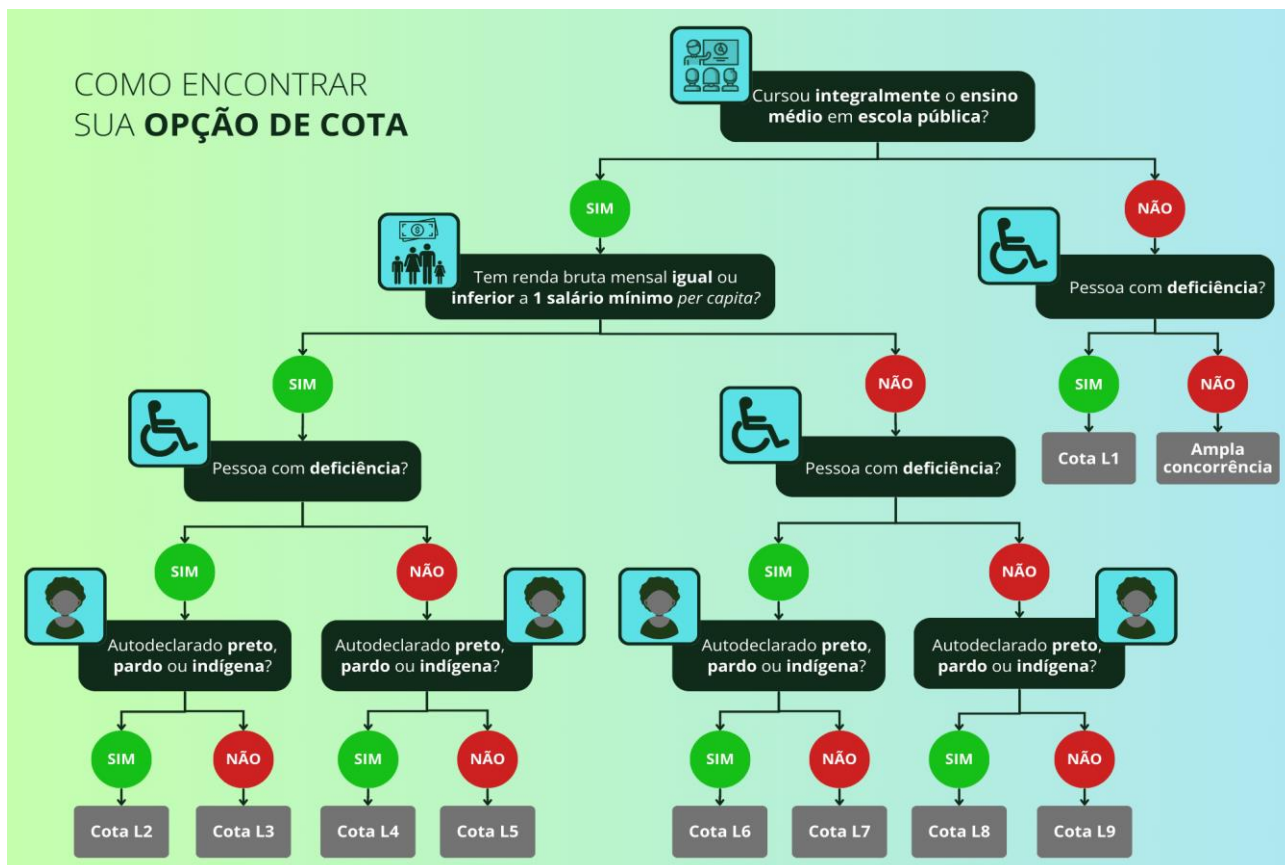 COMO ENCONTRAR
SUA OPÇÃO DE COTA
Cursou integralmente o ensino
médio em escola pública?
SIM
NÃO
Tem renda bruta mensal igual ou
inferior a 1 salário mínimo per capita?
Pessoa com deficiência?
SIM
NÃO
SIM
NÃO
Cota L1
Ampla
concorrência
Pessoa com deficiência?
Pessoa com deficiência?
SIM
NÃO
SIM
NÃO
Autodeclarado preto,
pardo ou indígena?
Autodeclarado preto,
pardo ou indígena?
Autodeclarado preto,
pardo ou indígena?
Autodeclarado preto,
pardo ou indígena?
SIM
NÃO
SIM
NÃO
SIM
NÃO
SIM
NÃO
Cota L2
Cota L3
Cota L4
Cota L5
Cota L6
Cota L7
Cota L8
Cota L9